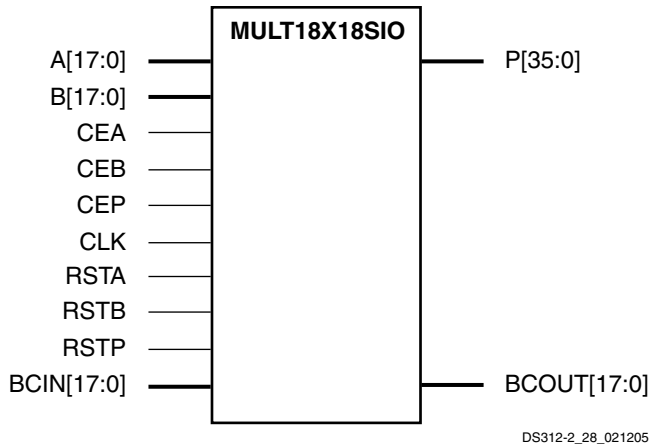 MULT18X18SIO
A[17:0]
P[35:0]
B[17:0]
CEA
CEB
CEP
CLK
RSTA
RSTB
RSTP
BCIN[17:0]
BCOUT[17:0]
DS312-2_28_021205